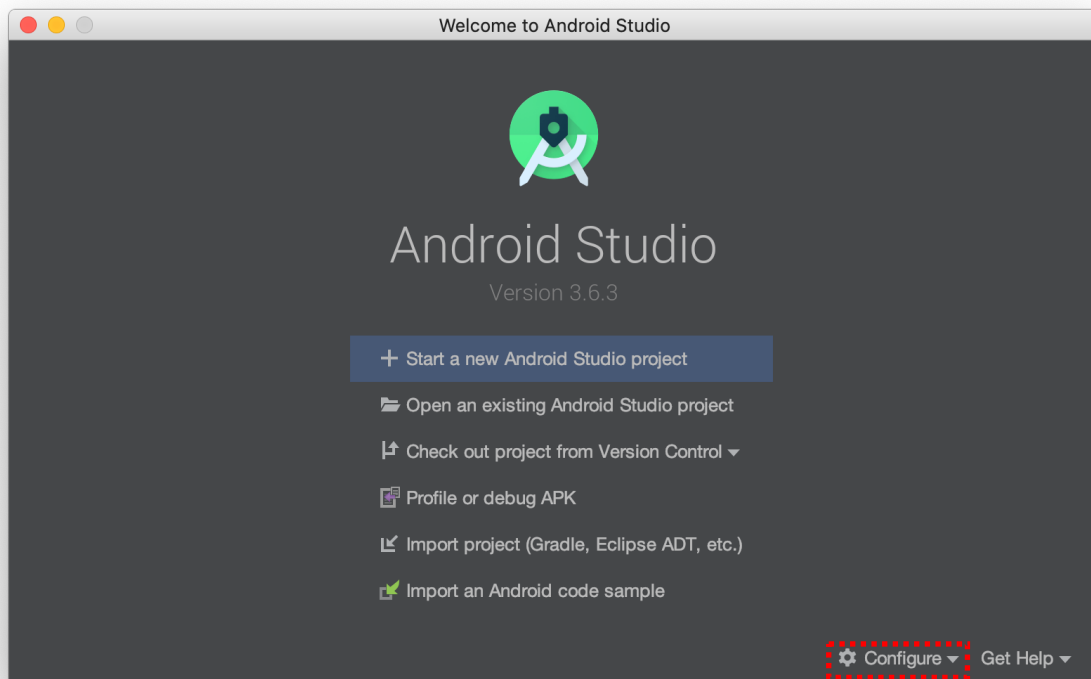 Welcome to Android Studio
Android Studio
Version 3.6.3
Start a new Android Studio project
Open an existing Android Studio project
Check out project from Version Control
Profile or debug APK
Import project (Gradle, Eclipse ADT, etc.)
Import an Android code sample
Configure Get Help